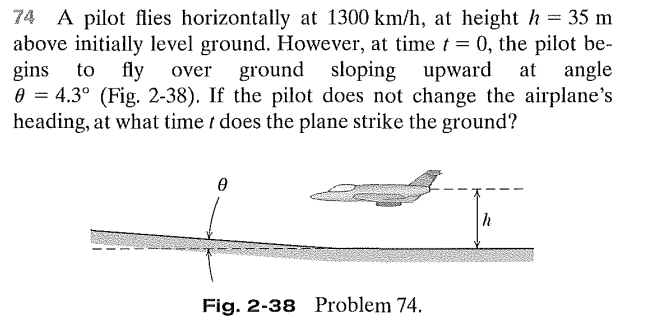 74 A pilot flies horizontally at 1300 km/h, at height h = 35 m
above initially level ground. However, at time t = 0, the pilot be-
gins to fly over ground sloping upward at angle
θ = 4.3° (Fig. 2-38). If the pilot does not change the airplane's
heading, at what time t does the plane strike the ground?
θ
h
Fig. 2-38 Problem 74.